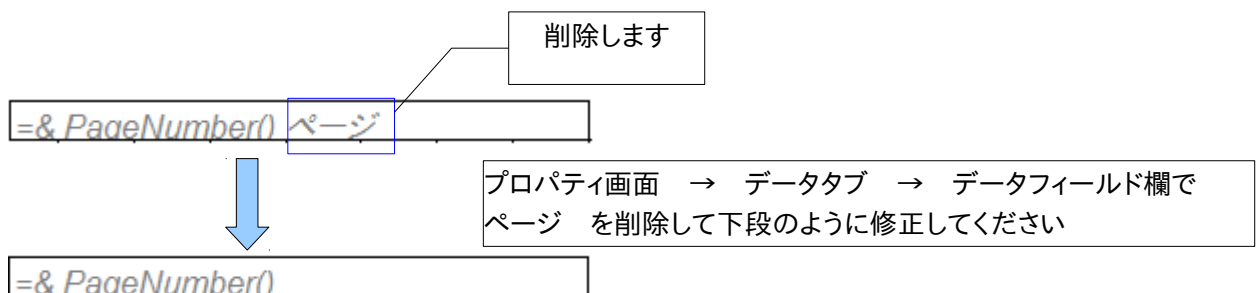 削除します
=& PageNumber() ページ
プロパティ画面　→　データタブ　→　データフィールド欄で
ページ　を削除して下段のように修正してください
=& PageNumber()